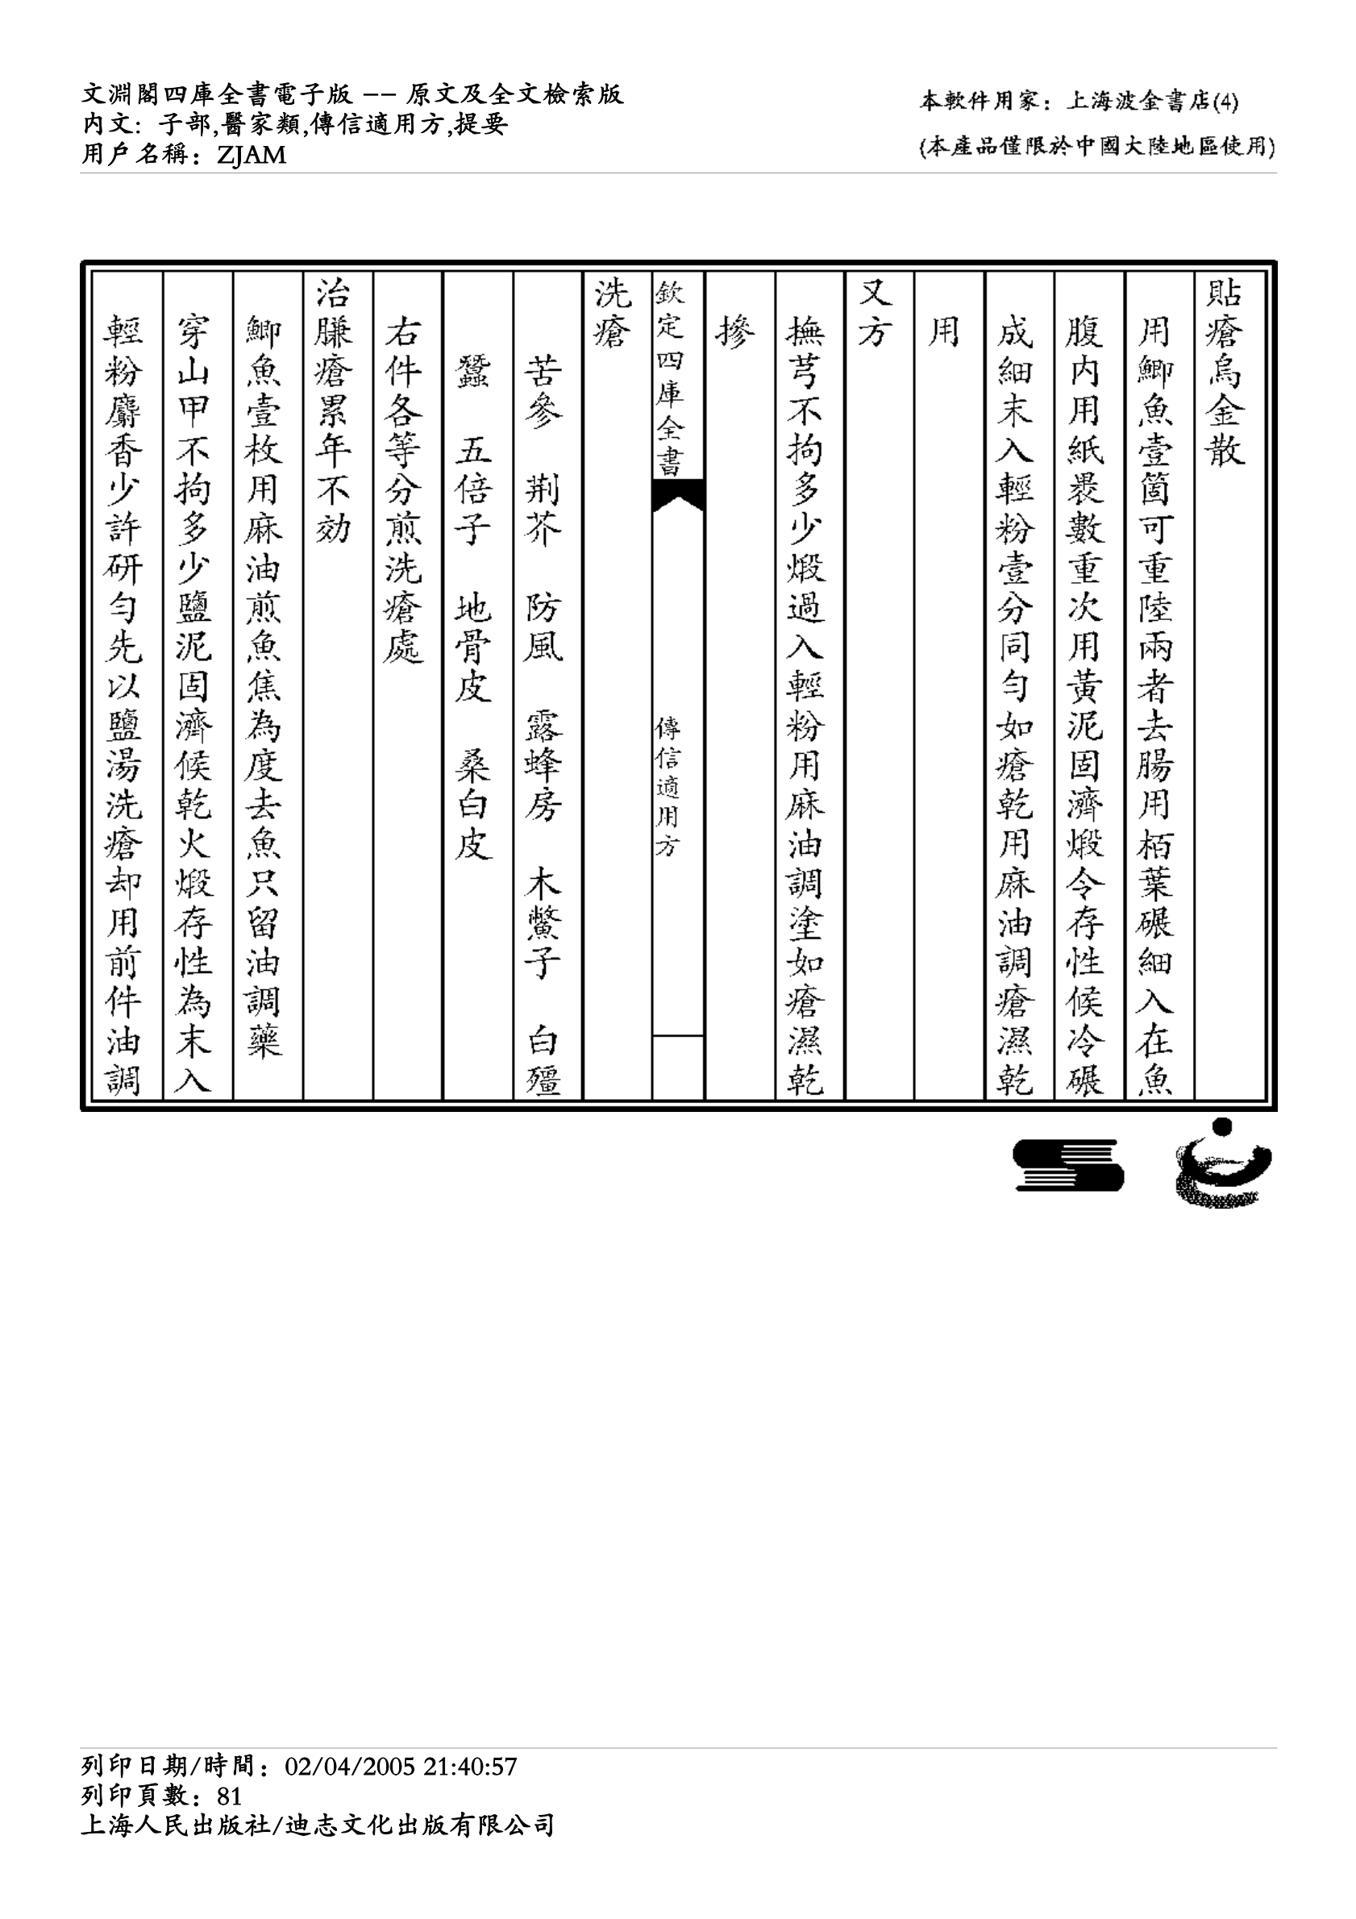 文淵閣四庫全書電子版 -- 原文及全文檢索版
内文: 子部,醫家類,傳信適用方,提要
用戶名稱: ZJAM
本軟件用家: 上海波金書店(4)
(本產品僅限於中國大陸地區使用)
貼瘡烏金散
用鯽魚壹箇可重陸兩者去腸用栢葉碾細入在魚
腹内用紙裹數重次用黃泥固濟煅令存性候冷碾
成細末入輕粉壹分同匀如瘡乾用麻油調瘡濕乾
用
又方
撫芎不拘多少煅過入輕粉用麻油調塗如瘡濕乾
摻
欽定四庫全書
傳信適用方
洗瘡
苦參 荆芥 防風 露蜂房 木鱉子 白殭
蠶 五倍子 地骨皮 桑白皮
右件各等分煎洗瘡處
治臁瘡累年不効
鯽魚壹枚用麻油煎魚焦為度去魚只留油調藥
穿山甲不拘多少鹽泥固濟候乾火煅存性為末入
輕粉麝香少許研匀先以鹽湯洗瘡却用前件油調
列印日期/時間: 02/04/2005 21:40:57
列印頁數: 81
上海人民出版社/迪志文化出版有限公司